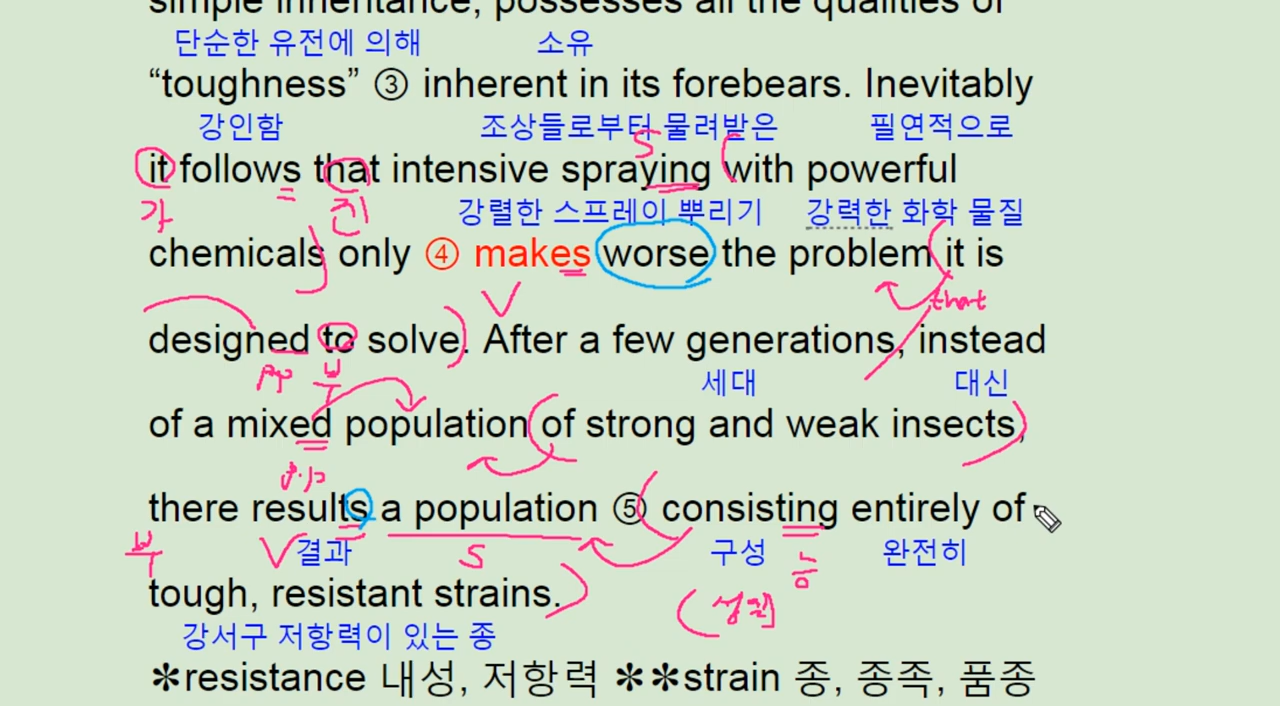 simple inheritance, possesses all the qualities of
단순한 유전에 의해 소유
“toughness” ③ inherent in its forebears. Inevitably
강인함 조상들로부터 물려받은 필연적으로
S
it follows that intensive spraying with powerful
가 진 강렬한 스프레이 뿌리기 강력한 화학 물질
chemicals only ④ makes worse the problem it is
V that
designed to solve. After a few generations, instead
pp 부 세대 대신
of a mixed population of strong and weak insects,
p.p
there results a population ⑤ consisting entirely of
부 V 결과 S 구성 능 완전히
tough, resistant strains.
(성질)
강서구 저항력이 있는 종
✻resistance 내성, 저항력 ✻✻strain 종, 종족, 품종